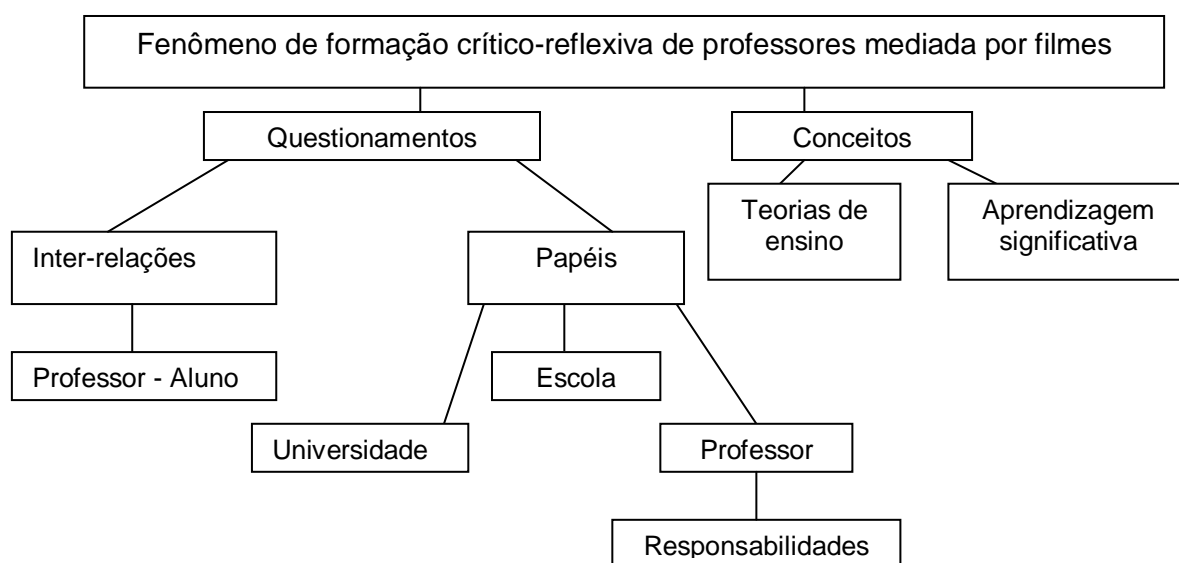 Fenômeno de formação crítico-reflexiva de professores mediada por filmes
Questionamentos
Conceitos
Teorias de
ensino
Aprendizagem
significativa
Inter-relações
Papéis
Professor - Aluno
Escola
Universidade
Professor
Responsabilidades